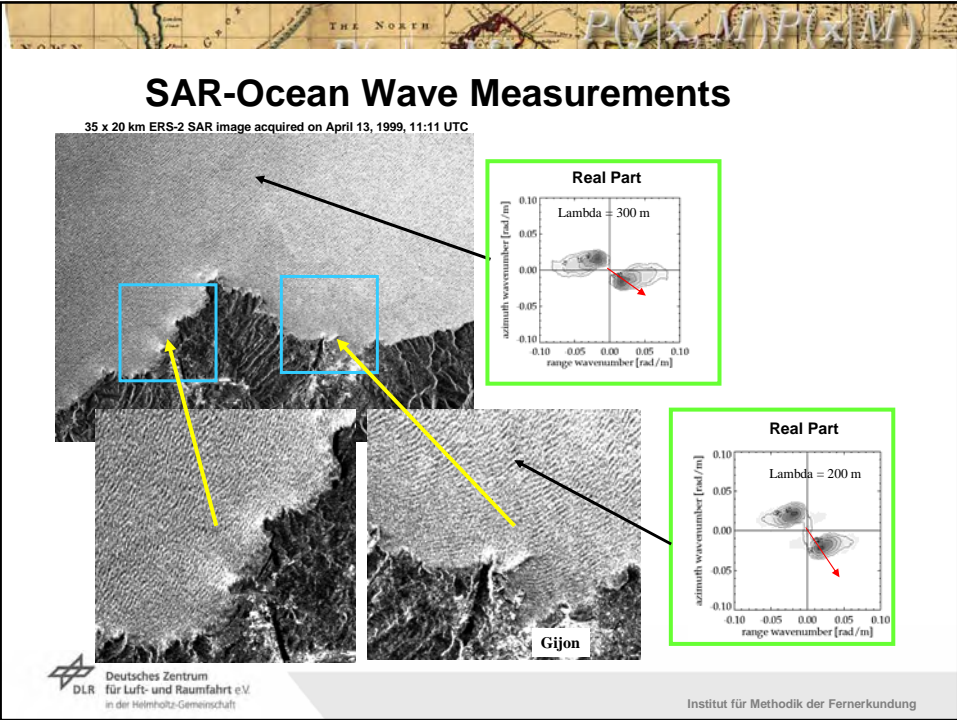 THE NORTH
P(y|x, M)P(x|M)
SAR-Ocean Wave Measurements
35 x 20 km ERS-2 SAR image acquired on April 13, 1999, 11:11 UTC
Real Part
Lambda = 300 m
azimuth wavenumber [rad/m]
0.10
0.05
0.00
-0.05
-0.10
-0.10 -0.05 0.00 0.05 0.10
range wavenumber [rad/m]
Real Part
Lambda = 200 m
azimuth wavenumber [rad/m]
0.10
0.05
0.00
-0.05
-0.10
-0.10 -0.05 0.00 0.05 0.10
range wavenumber [rad/m]
Gijon
DLR
Deutsches Zentrum
für Luft- und Raumfahrt e.V.
in der Helmholtz-Gemeinschaft
Institut für Methodik der Fernerkundung